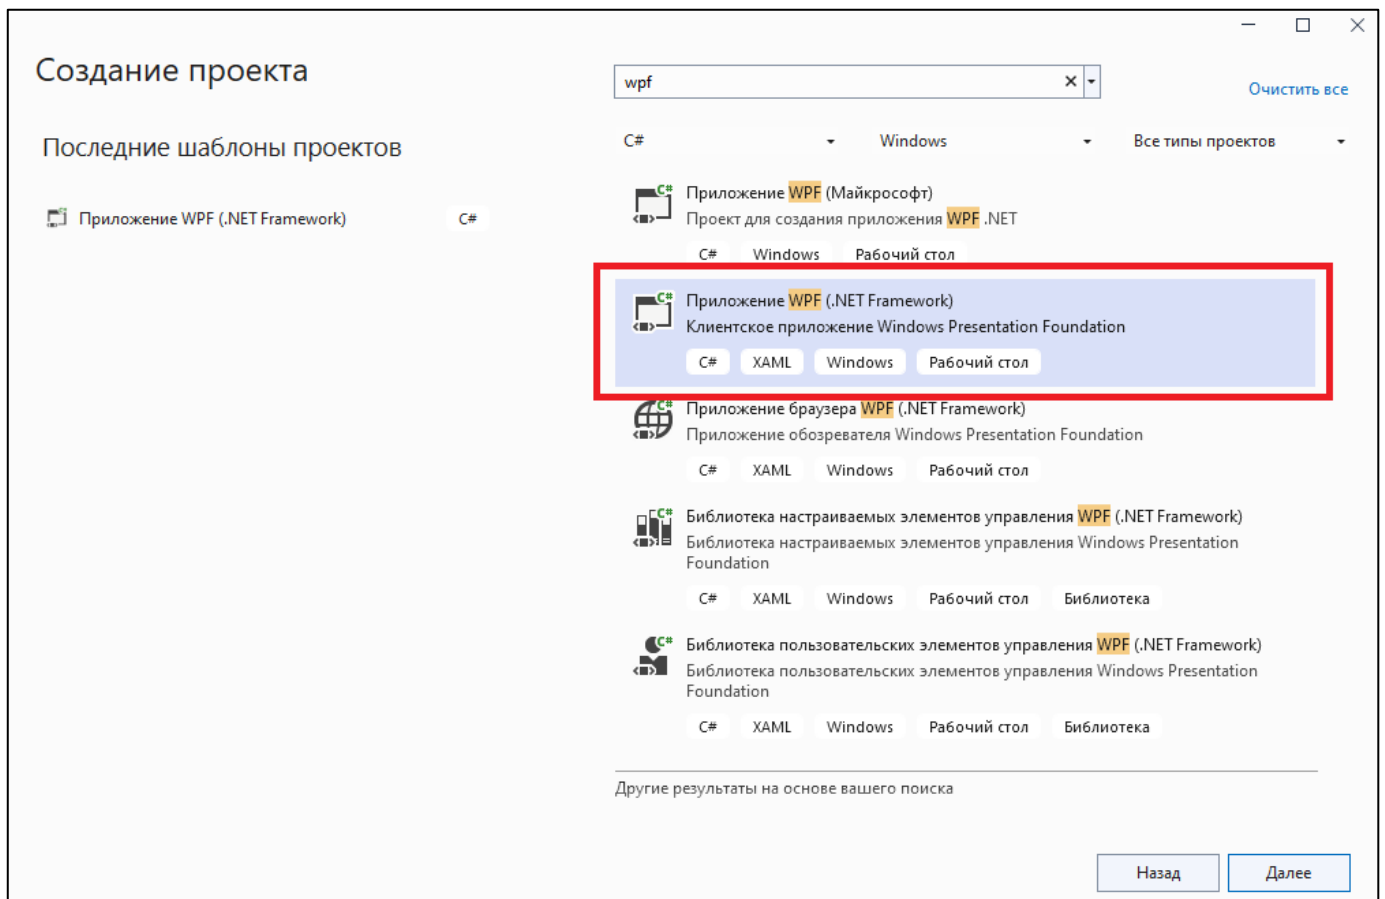 Создание проекта
wpf
Очистить все
Последние шаблоны проектов
C# Windows Все типы проектов
Приложение WPF (.NET Framework) C#
Приложение WPF (Майкрософт)
Проект для создания приложения WPF .NET
C# Windows Рабочий стол
Приложение WPF (.NET Framework)
Клиентское приложение Windows Presentation Foundation
C# XAML Windows Рабочий стол
Приложение браузера WPF (.NET Framework)
Приложение обозревателя Windows Presentation Foundation
C# XAML Windows Рабочий стол
Библиотека настраиваемых элементов управления WPF (.NET Framework)
Библиотека настраиваемых элементов управления Windows Presentation
Foundation
C# XAML Windows Рабочий стол Библиотека
Библиотека пользовательских элементов управления WPF (.NET Framework)
Библиотека пользовательских элементов управления Windows Presentation
Foundation
C# XAML Windows Рабочий стол Библиотека
Другие результаты на основе вашего поиска
Назад Далее